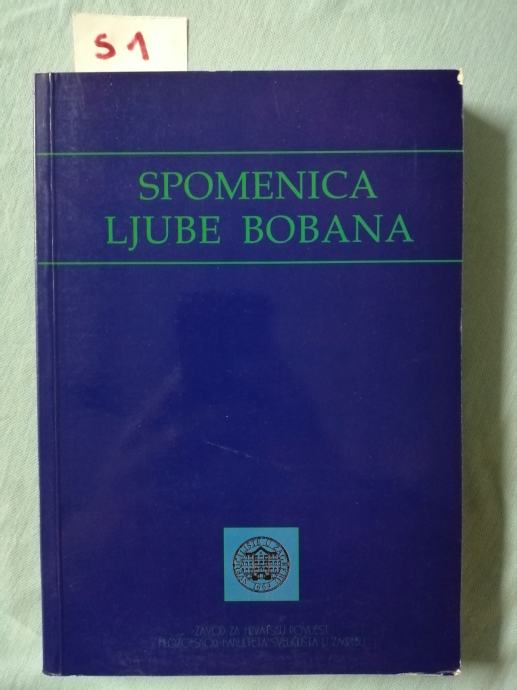 S 1
SPOMENICA
LJUBE BOBANA
ZAVOD ZA HRVATSKU POVIJEST
FILOZOFSKOG FAKULTETA SVEUČILIŠTA U ZAGREBU